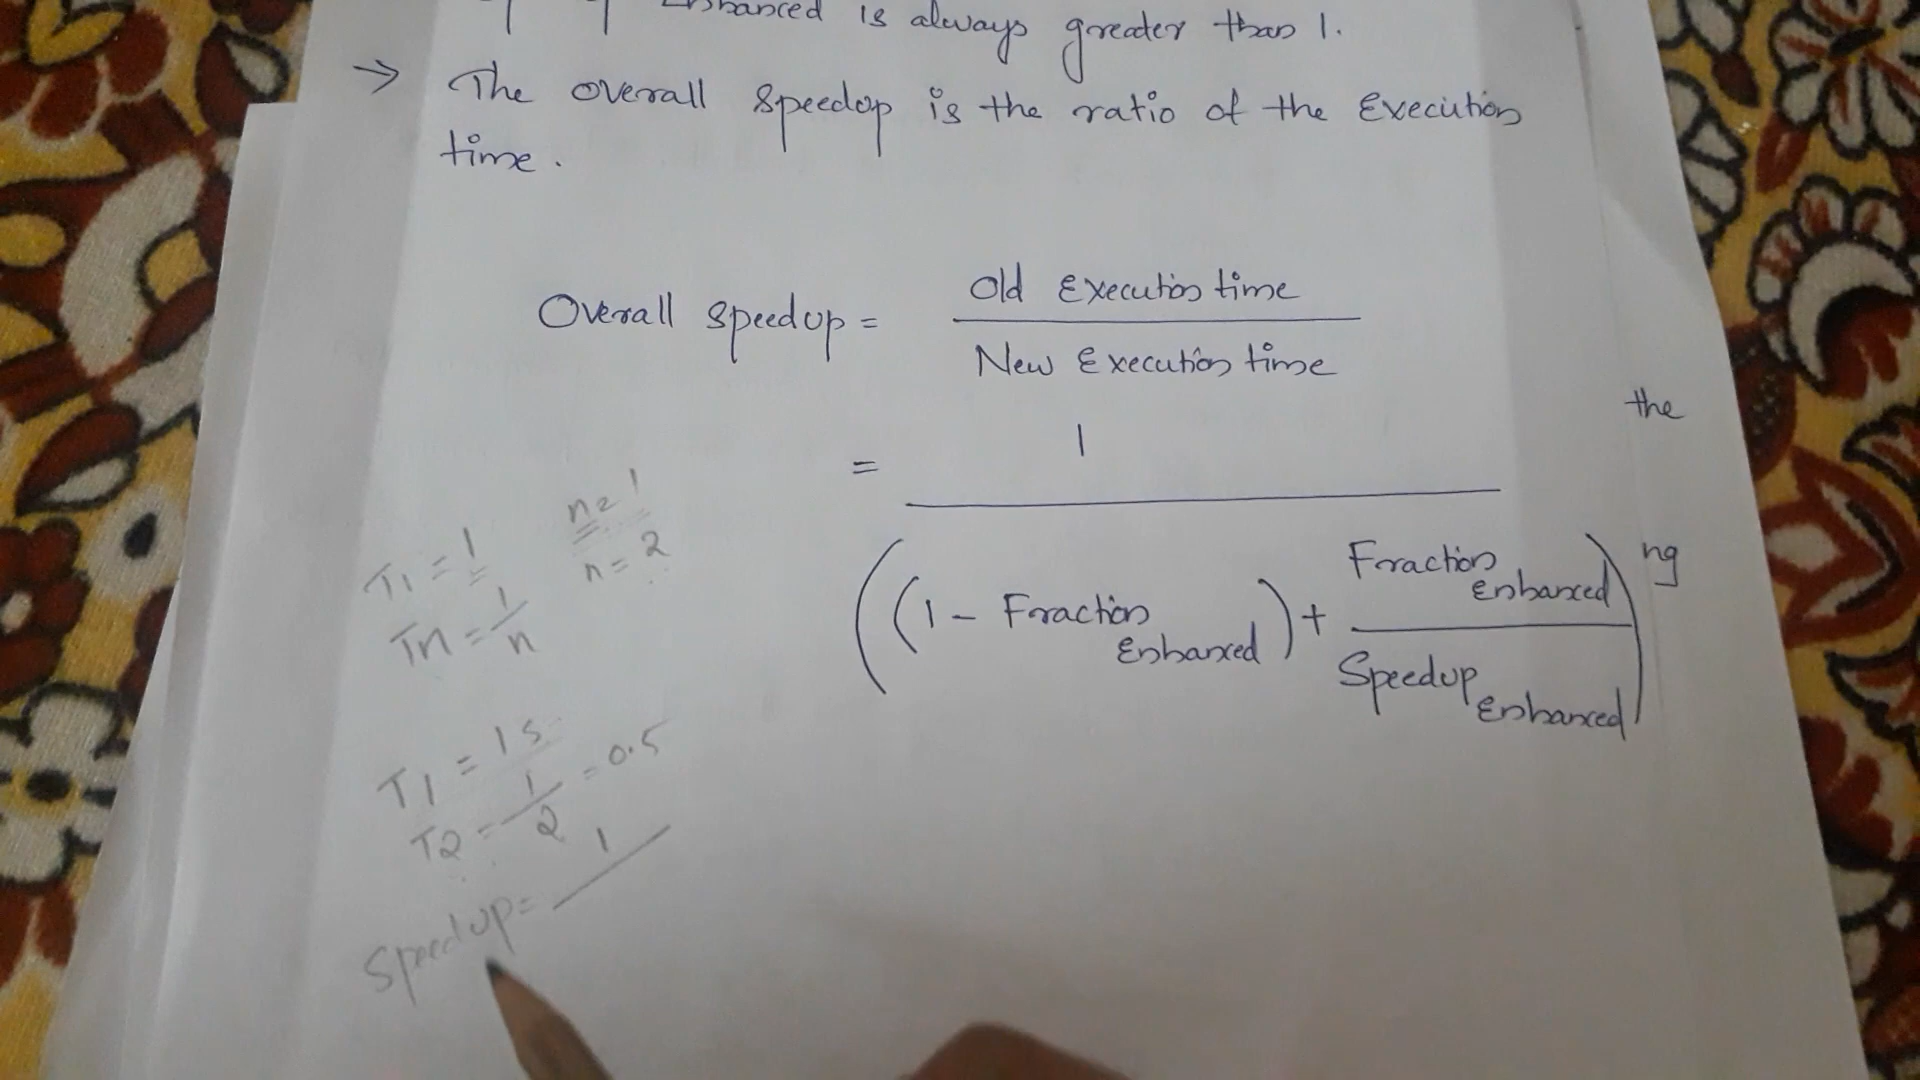 Enhanced is always greater than 1.
→ The Overall Speedup is the ratio of the Execution
time.
Overall Speedup = Old Execution time / New Execution time
the
= 1 / ((1 - Fraction Enhanced) + Fraction Enhanced / Speedup Enhanced)
ng
T1 = 1
n = 1
Tn = 1/n
n = 2
T1 = 1s
T2 = 1/2 = 0.5
Speedup = 1/